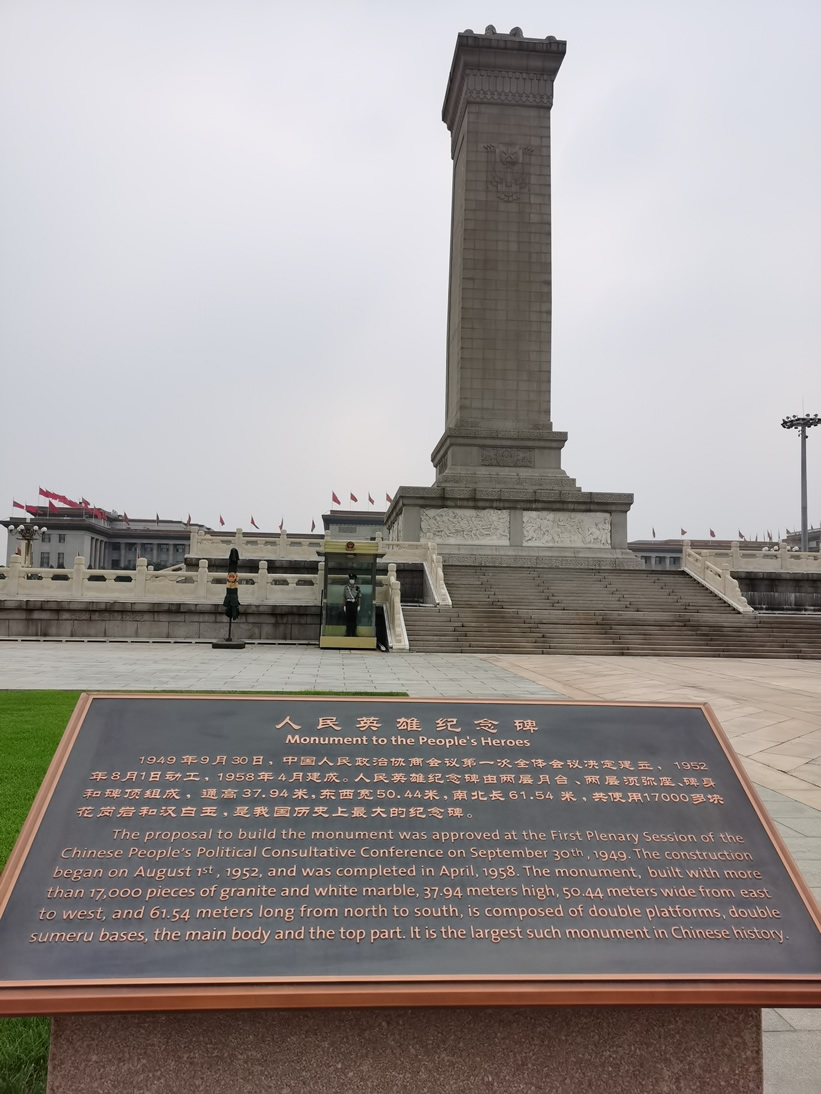 人民英雄纪念碑
Monument to the People's Heroes
1949年9月30日，中国人民政治协商会议第一次全体会议决定建立，1952
年8月1日动工，1958年4月建成。人民英雄纪念碑由两层月台、两层须弥座、碑身
和碑顶组成，通高37.94米，东西宽50.44米，南北长61.54米，共使用17000多块
花岗岩和汉白玉，是我国历史上最大的纪念碑。
The proposal to build the monument was approved at the First Plenary Session of the
Chinese People's Political Consultative Conference on September 30th, 1949. The construction
began on August 1st, 1952, and was completed in April, 1958. The monument, built with more
than 17,000 pieces of granite and white marble, 37.94 meters high, 50.44 meters wide from east
to west, and 61.54 meters long from north to south, is composed of double platforms, double
sumeru bases, the main body and the top part. It is the largest such monument in Chinese history.